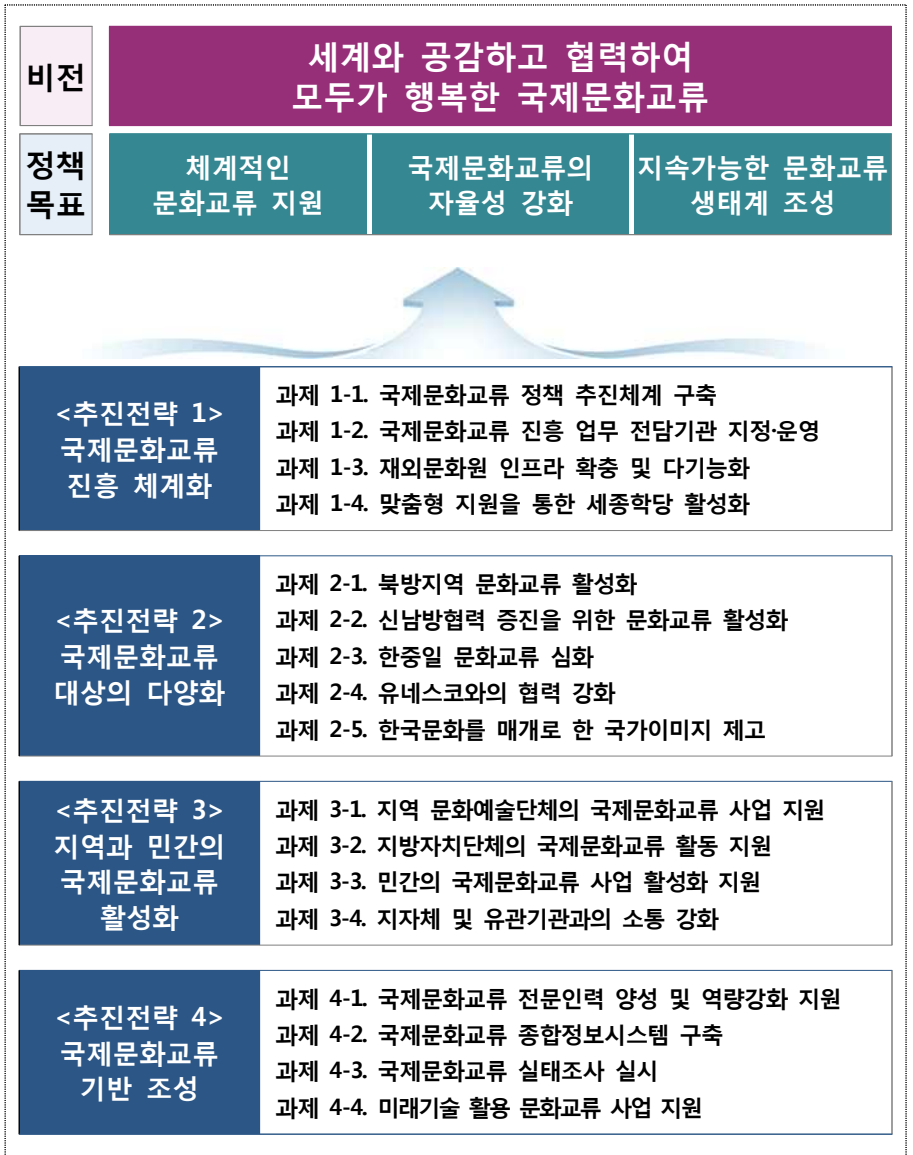 비전
세계와 공감하고 협력하여
모두가 행복한 국제문화교류
정책
목표
체계적인
문화교류 지원
국제문화교류의
자율성 강화
지속가능한 문화교류
생태계 조성
<추진전략 1>
국제문화교류
진흥 체계화
과제 1-1. 국제문화교류 정책 추진체계 구축
과제 1-2. 국제문화교류 진흥 업무 전담기관 지정·운영
과제 1-3. 재외문화원 인프라 확충 및 다기능화
과제 1-4. 맞춤형 지원을 통한 세종학당 활성화
<추진전략 2>
국제문화교류
대상의 다양화
과제 2-1. 북방지역 문화교류 활성화
과제 2-2. 신남방협력 증진을 위한 문화교류 활성화
과제 2-3. 한중일 문화교류 심화
과제 2-4. 유네스코와의 협력 강화
과제 2-5. 한국문화를 매개로 한 국가이미지 제고
<추진전략 3>
지역과 민간의
국제문화교류
활성화
과제 3-1. 지역 문화예술단체의 국제문화교류 사업 지원
과제 3-2. 지방자치단체의 국제문화교류 활동 지원
과제 3-3. 민간의 국제문화교류 사업 활성화 지원
과제 3-4. 지자체 및 유관기관과의 소통 강화
<추진전략 4>
국제문화교류
기반 조성
과제 4-1. 국제문화교류 전문인력 양성 및 역량강화 지원
과제 4-2. 국제문화교류 종합정보시스템 구축
과제 4-3. 국제문화교류 실태조사 실시
과제 4-4. 미래기술 활용 문화교류 사업 지원